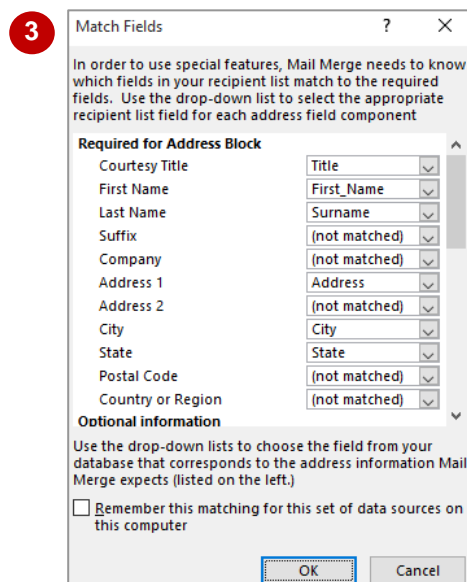 3
Match Fields ? ×
In order to use special features, Mail Merge needs to know
which fields in your recipient list match to the required
fields. Use the drop-down list to select the appropriate
recipient list field for each address field component
Required for Address Block
Courtesy Title Title
First Name First_Name
Last Name Surname
Suffix (not matched)
Company (not matched)
Address 1 Address
Address 2 (not matched)
City City
State State
Postal Code (not matched)
Country or Region (not matched)
Optional information
Use the drop-down lists to choose the field from your
database that corresponds to the address information Mail
Merge expects (listed on the left.)
Remember this matching for this set of data sources on
this computer
OK Cancel